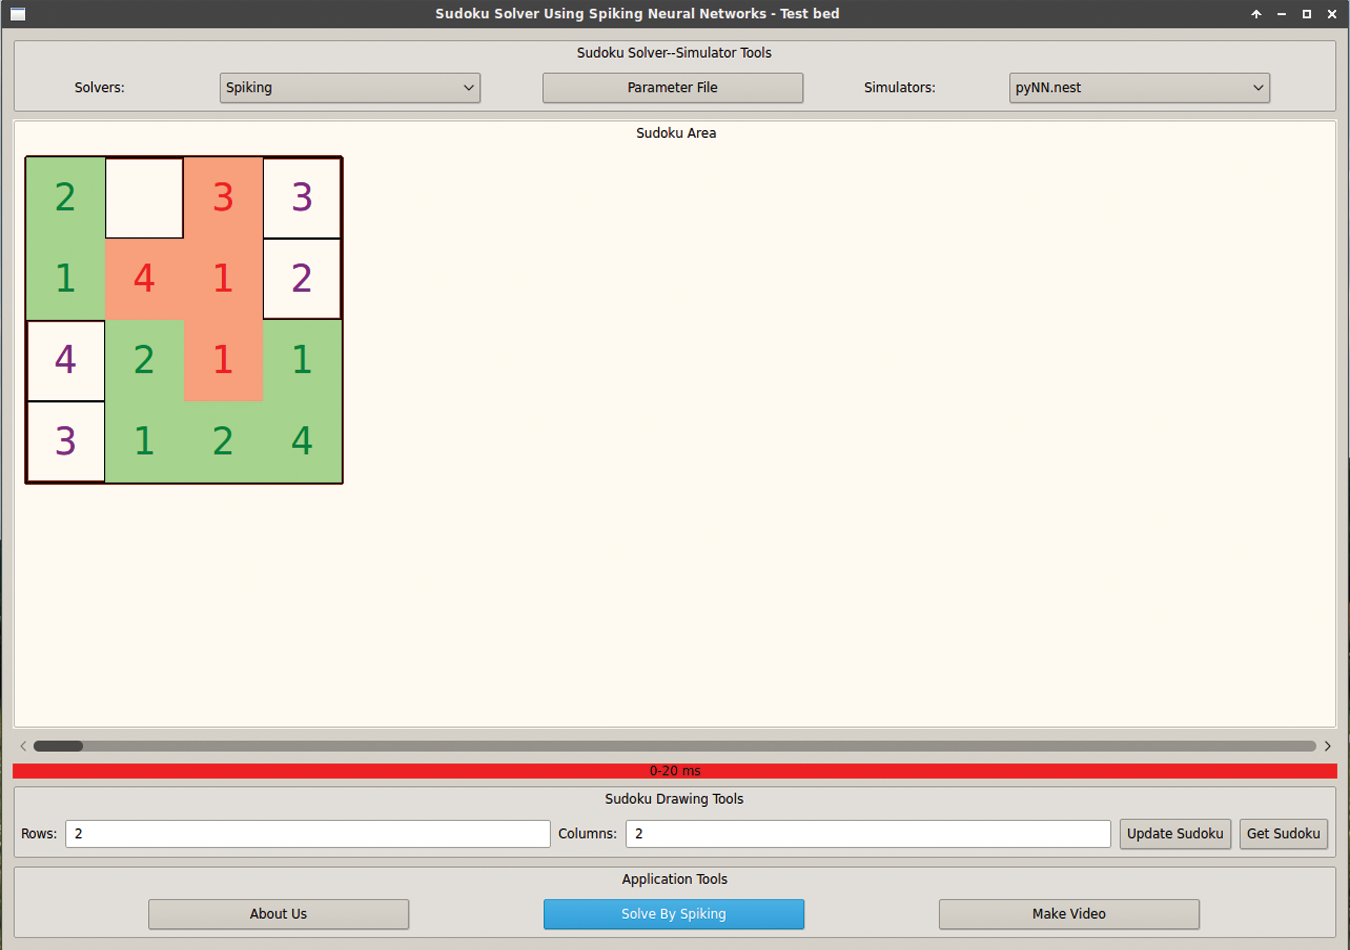 Sudoku Solver Using Spiking Neural Networks - Test bed
Sudoku Solver--Simulator Tools
Solvers: Spiking Parameter File Simulators: pyNN.nest
Sudoku Area
2 3 3
1 4 1 2
4 2 1 1
3 1 2 4
0-20 ms
Sudoku Drawing Tools
Rows: 2 Columns: 2 Update Sudoku Get Sudoku
Application Tools
About Us Solve By Spiking Make Video